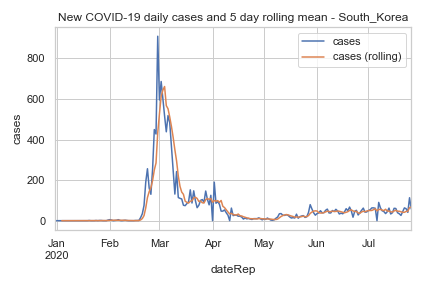 New COVID-19 daily cases and 5 day rolling mean - South_Korea
cases
cases (rolling)
800
600
400
200
0
cases
Jan Feb Mar Apr May Jun Jul
2020
dateRep